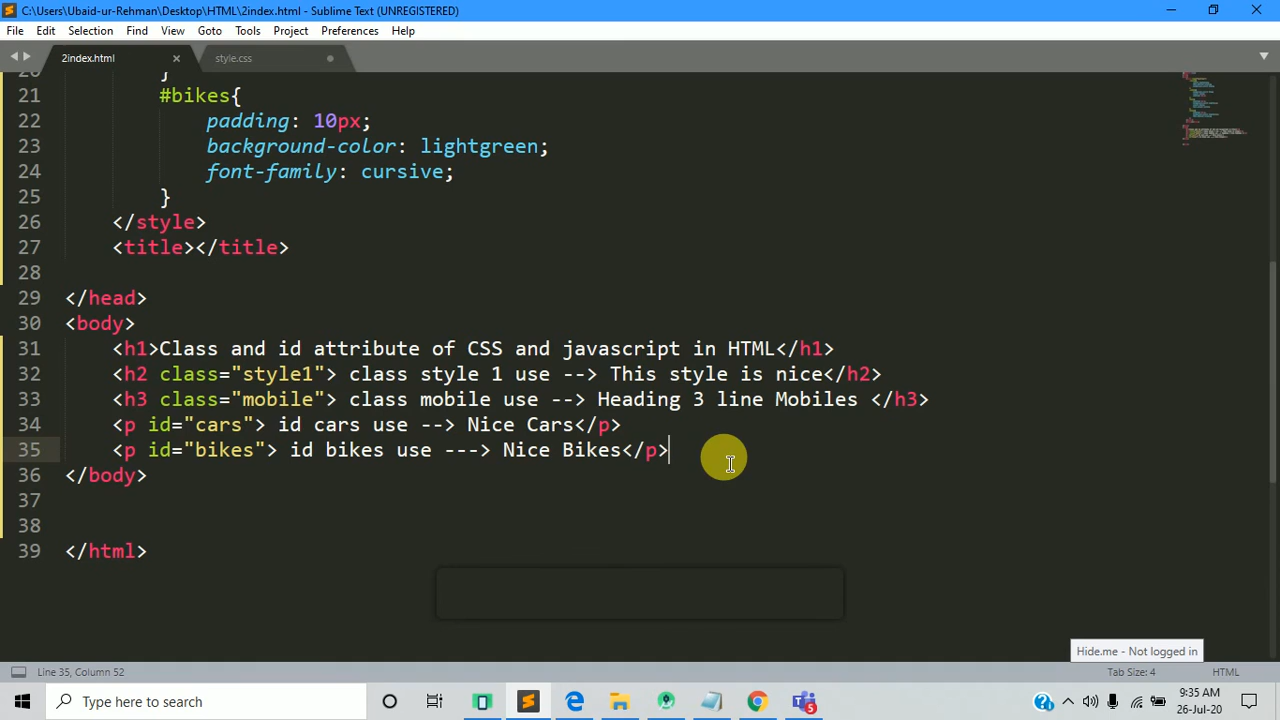 C:\Users\Ubaid-ur-Rehman\Desktop\HTML\2index.html - Sublime Text (UNREGISTERED)
File Edit Selection Find View Goto Tools Project Preferences Help
2index.html style.css
20 }
21 #bikes{
22 padding: 10px;
23 background-color: lightgreen;
24 font-family: cursive;
25 }
26 </style>
27 <title></title>
28
29 </head>
30 <body>
31 <h1>Class and id attribute of CSS and javascript in HTML</h1>
32 <h2 class="style1"> class style 1 use --> This style is nice</h2>
33 <h3 class="mobile"> class mobile use --> Heading 3 line Mobiles </h3>
34 <p id="cars"> id cars use --> Nice Cars</p>
35 <p id="bikes"> id bikes use ---> Nice Bikes</p>
36 </body>
37
38
39 </html>
Hide.me - Not logged in
Line 35, Column 52 Tab Size: 4 HTML
Type here to search 5 9:35 AM
26-Jul-20